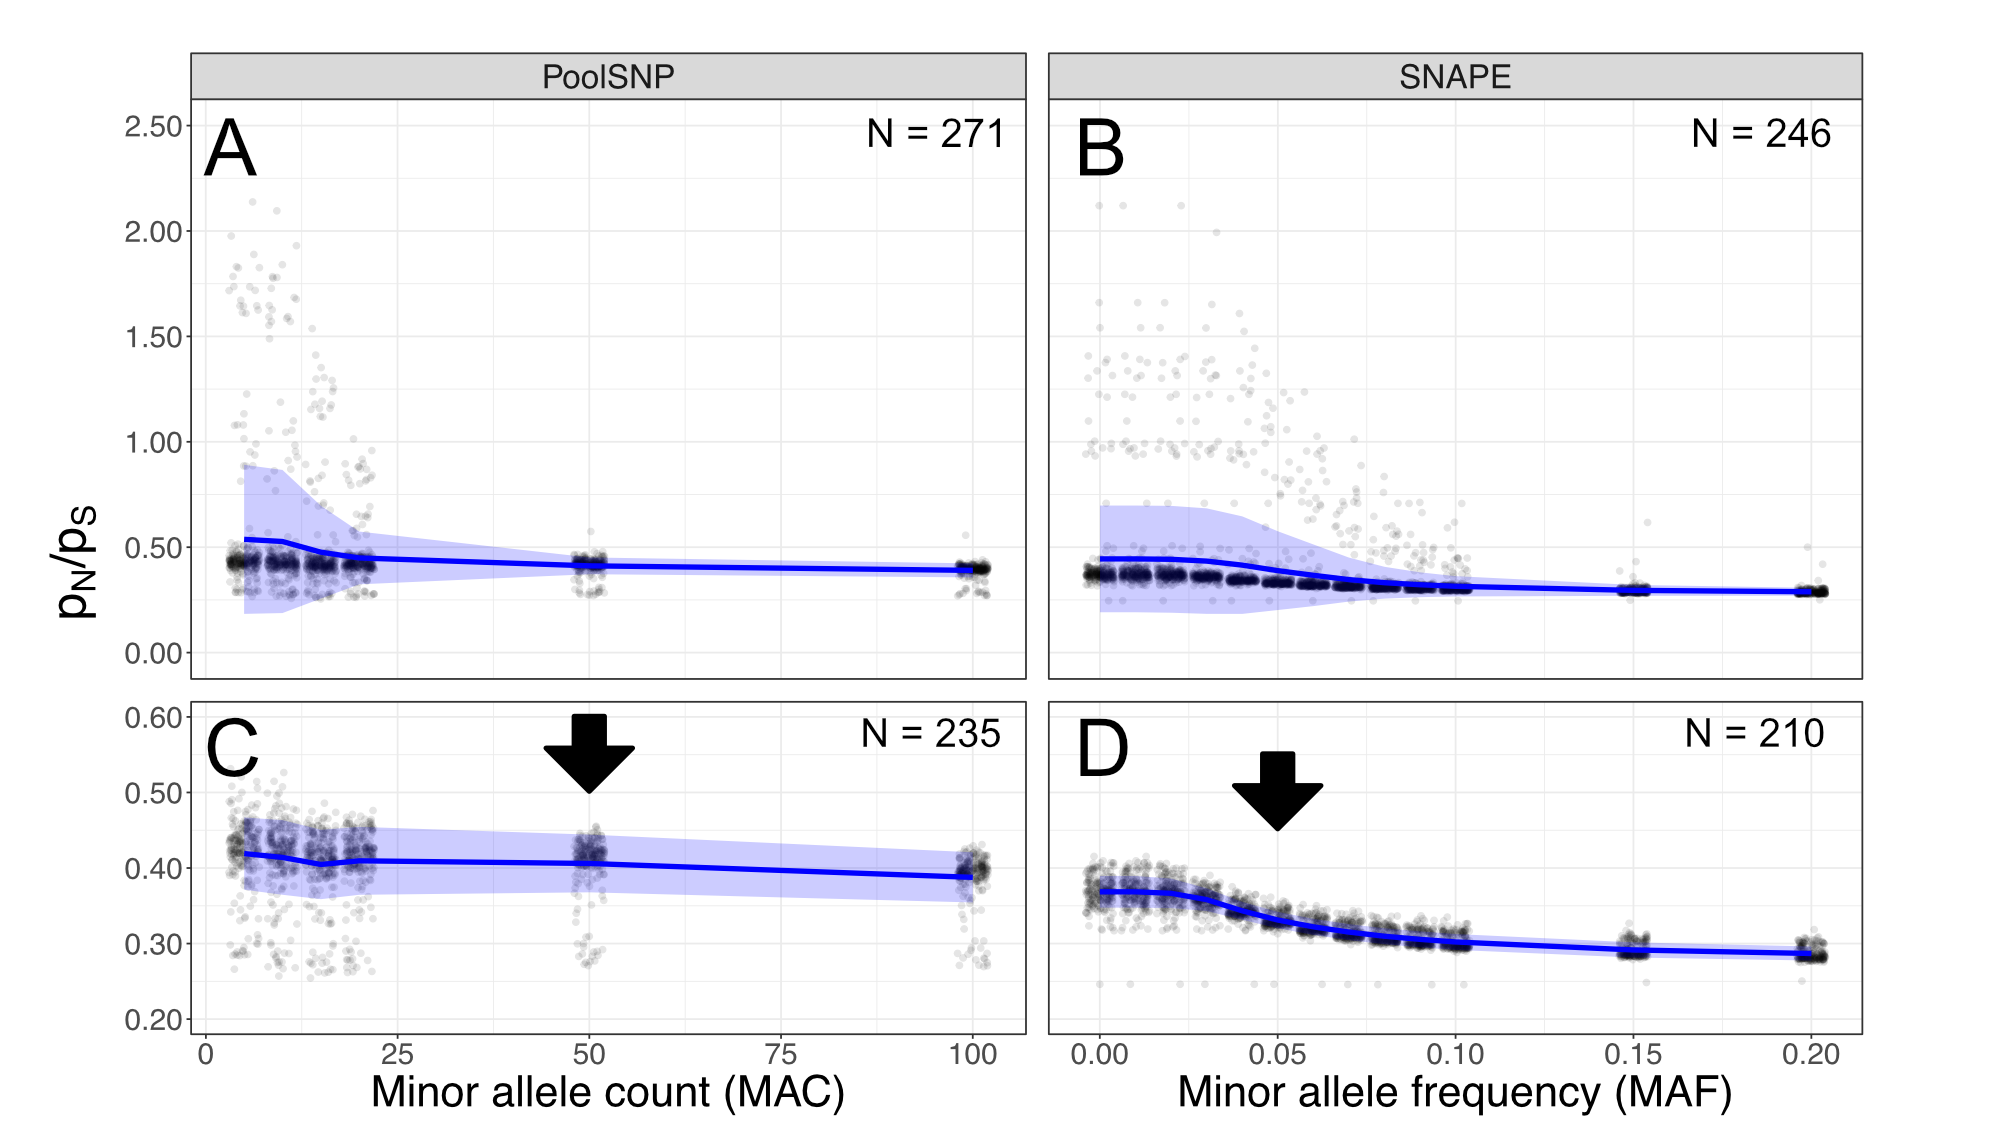 PoolSNP
SNAPE
A
N = 271
B
N = 246
2.50
2.00
1.50
1.00
0.50
0.00
pN/pS
C
N = 235
D
N = 210
0.60
0.50
0.40
0.30
0.20
0 25 50 75 100
0.00 0.05 0.10 0.15 0.20
Minor allele count (MAC)
Minor allele frequency (MAF)